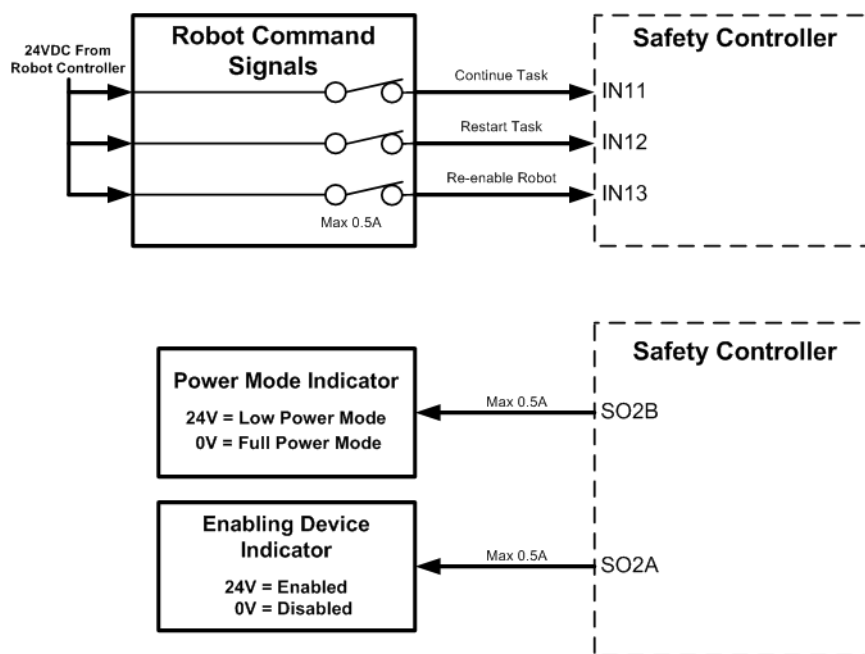 24VDC From
Robot Controller
Robot Command
Signals
Max 0.5A
Continue Task
Restart Task
Re-enable Robot
Safety Controller
IN11
IN12
IN13
Power Mode Indicator
24V = Low Power Mode
0V = Full Power Mode
Max 0.5A
Safety Controller
SO2B
Enabling Device
Indicator
24V = Enabled
0V = Disabled
Max 0.5A
SO2A